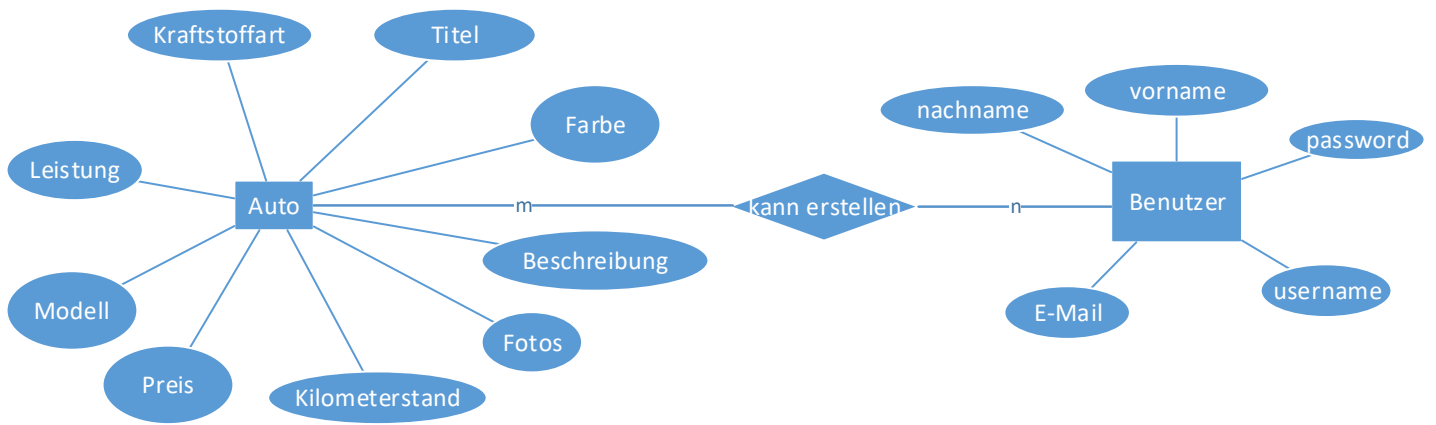 Kraftstoffart
Titel
Farbe
nachname
vorname
password
Leistung
Auto
m
kann erstellen
n
Benutzer
Beschreibung
Modell
E-Mail
username
Fotos
Preis
Kilometerstand